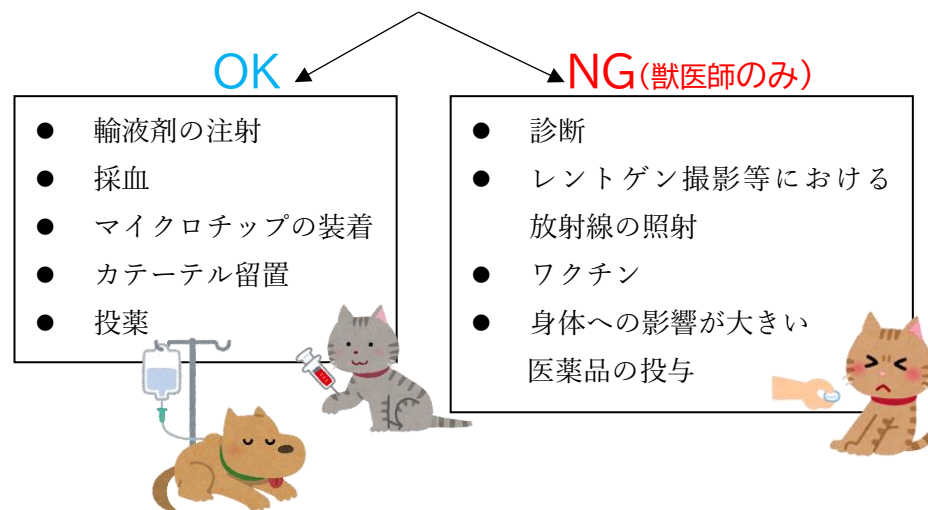 OK
● 輸液剤の注射
● 採血
● マイクロチップの装着
● カテーテル留置
● 投薬
NG(獣医師のみ)
● 診断
● レントゲン撮影等における
放射線の照射
● ワクチン
● 身体への影響が大きい
医薬品の投与